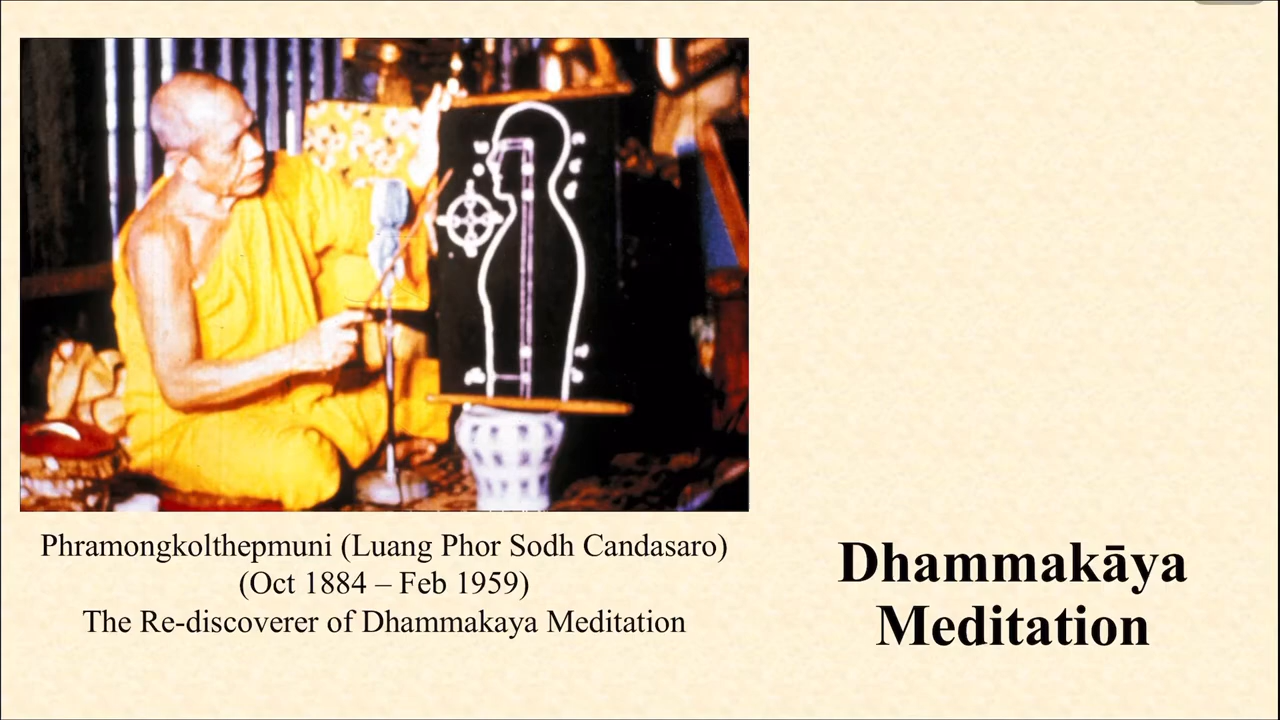 Phramongkolthepmuni (Luang Phor Sodh Candasaro)
(Oct 1884 – Feb 1959)
The Re-discoverer of Dhammakaya Meditation
Dhammakāya
Meditation